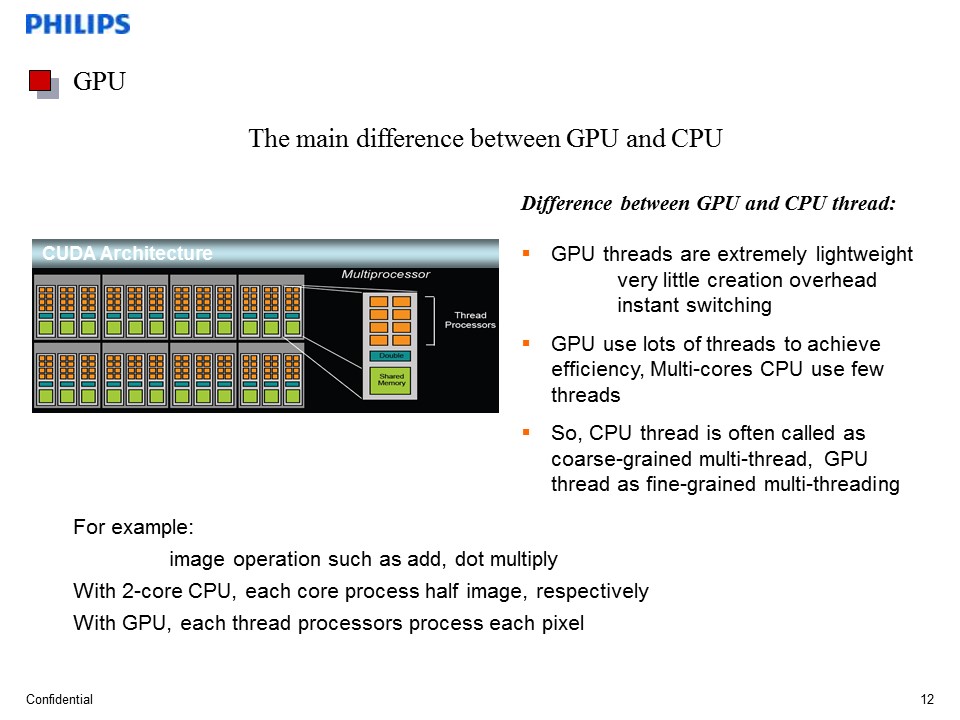 PHILIPS
GPU
The main difference between GPU and CPU
Difference between GPU and CPU thread:
CUDA Architecture
Multiprocessor
Thread
Processors
Double
Shared
Memory
GPU threads are extremely lightweight
very little creation overhead
instant switching
GPU use lots of threads to achieve
efficiency, Multi-cores CPU use few
threads
So, CPU thread is often called as
coarse-grained multi-thread, GPU
thread as fine-grained multi-threading
For example:
image operation such as add, dot multiply
With 2-core CPU, each core process half image, respectively
With GPU, each thread processors process each pixel
Confidential
12